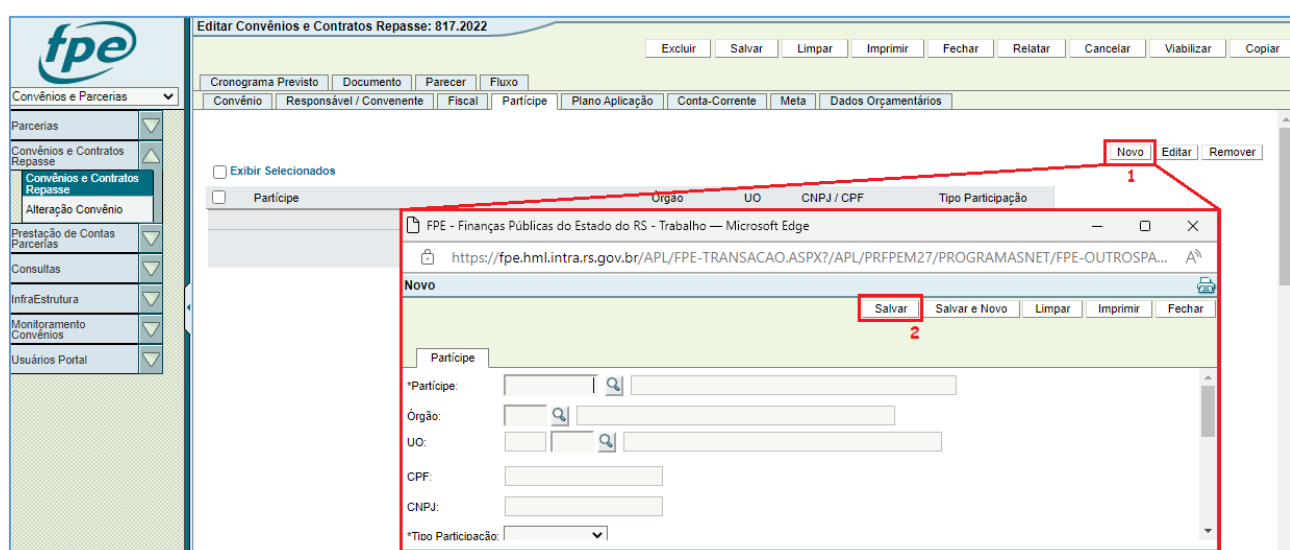 fpe
Convênios e Parcerias
Parcerias
Convênios e Contratos
Repasse
Convênios e Contratos
Repasse
Alteração Convênio
Prestação de Contas
Parcerias
Consultas
InfraEstrutura
Monitoramento
Convênios
Usuários Portal
Editar Convênios e Contratos Repasse: 817.2022
Excluir Salvar Limpar Imprimir Fechar Relatar Cancelar Viabilizar Copiar
Cronograma Previsto Documento Parecer Fluxo
Convênio Responsável / Convenente Fiscal Partícipe Plano Aplicação Conta-Corrente Meta Dados Orçamentários
Novo Editar Remover
1
Exibir Selecionados
Partícipe Órgão UO CNPJ / CPF Tipo Participação
FPE - Finanças Públicas do Estado do RS - Trabalho — Microsoft Edge
https://fpe.hml.intra.rs.gov.br/APL/FPE-TRANSACAO.ASPX?/APL/PRFPEM27/PROGRAMASNET/FPE-OUTROSPA...
Novo
Salvar Salvar e Novo Limpar Imprimir Fechar
2
Partícipe
*Partícipe:
Órgão:
UO:
CPF:
CNPJ:
*Tipo Participação: